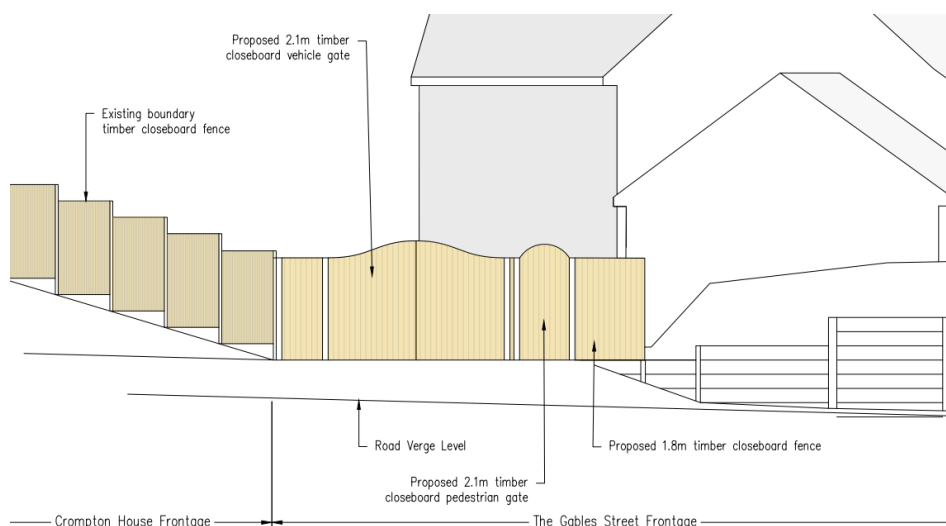 Proposed 2.1m timber
closeboard vehicle gate
Existing boundary
timber closeboard fence
Road Verge Level
Proposed 1.8m timber closeboard fence
Proposed 2.1m timber
closeboard pedestrian gate
Crompton House Frontage
The Gables Street Frontage